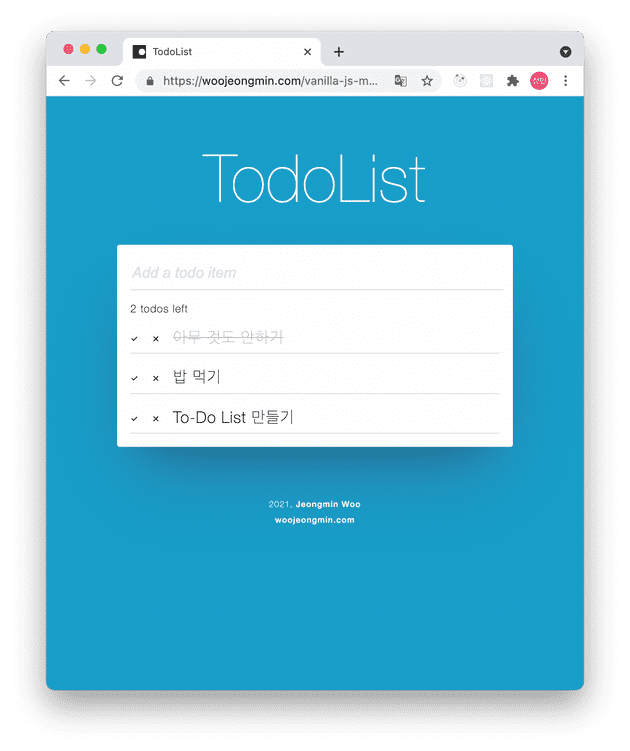 TodoList
https://woojeongmin.com/vanilla-js-m...
TodoList
Add a todo item
2 todos left
아무 것도 안하기
밥 먹기
To-Do List 만들기
2021, Jeongmin Woo
woojeongmin.com